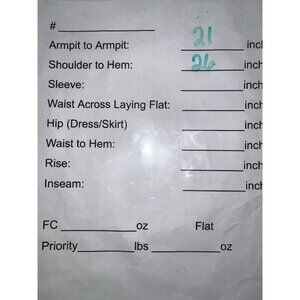 #
Armpit to Armpit: 21 inc
Shoulder to Hem: 26 inch
Sleeve: inch
Waist Across Laying Flat: inch
Hip (Dress/Skirt) inch
Waist to Hem: inch
Rise: inch
Inseam: inch
FC oz Flat
Priority lbs oz